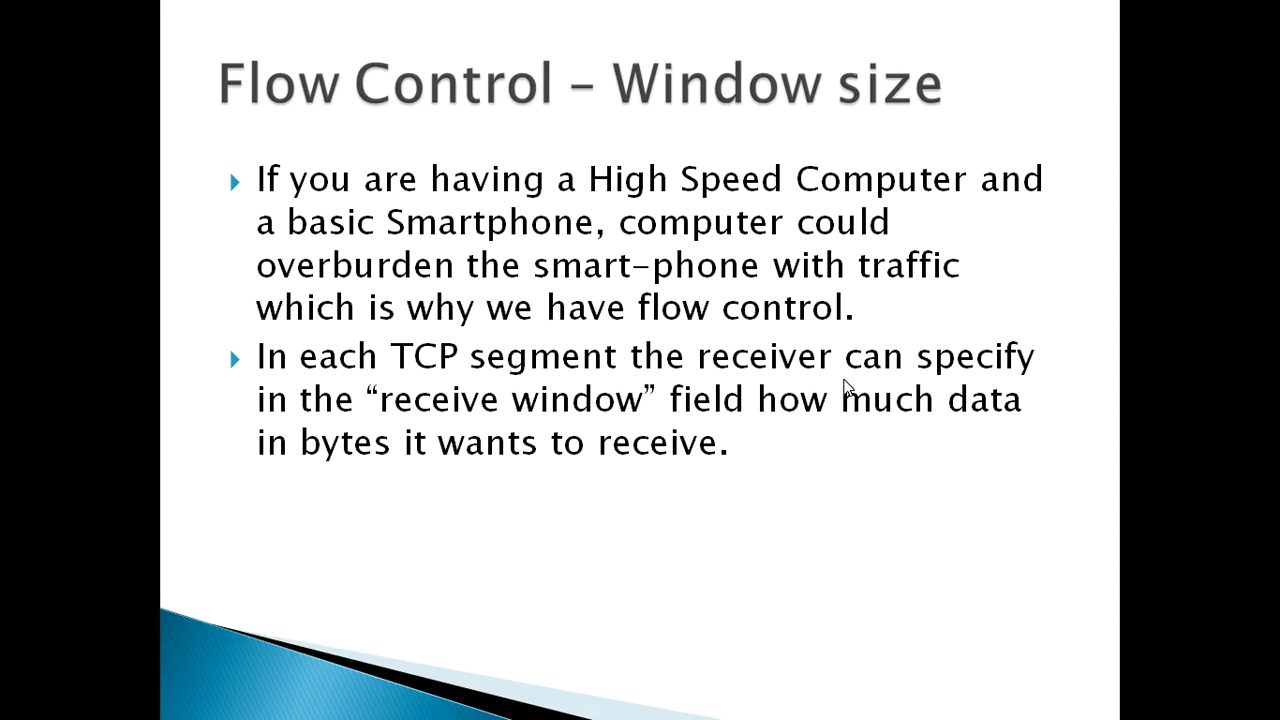 Flow Control – Window size
If you are having a High Speed Computer and
a basic Smartphone, computer could
overburden the smart-phone with traffic
which is why we have flow control.
In each TCP segment the receiver can specify
in the “receive window” field how much data
in bytes it wants to receive.